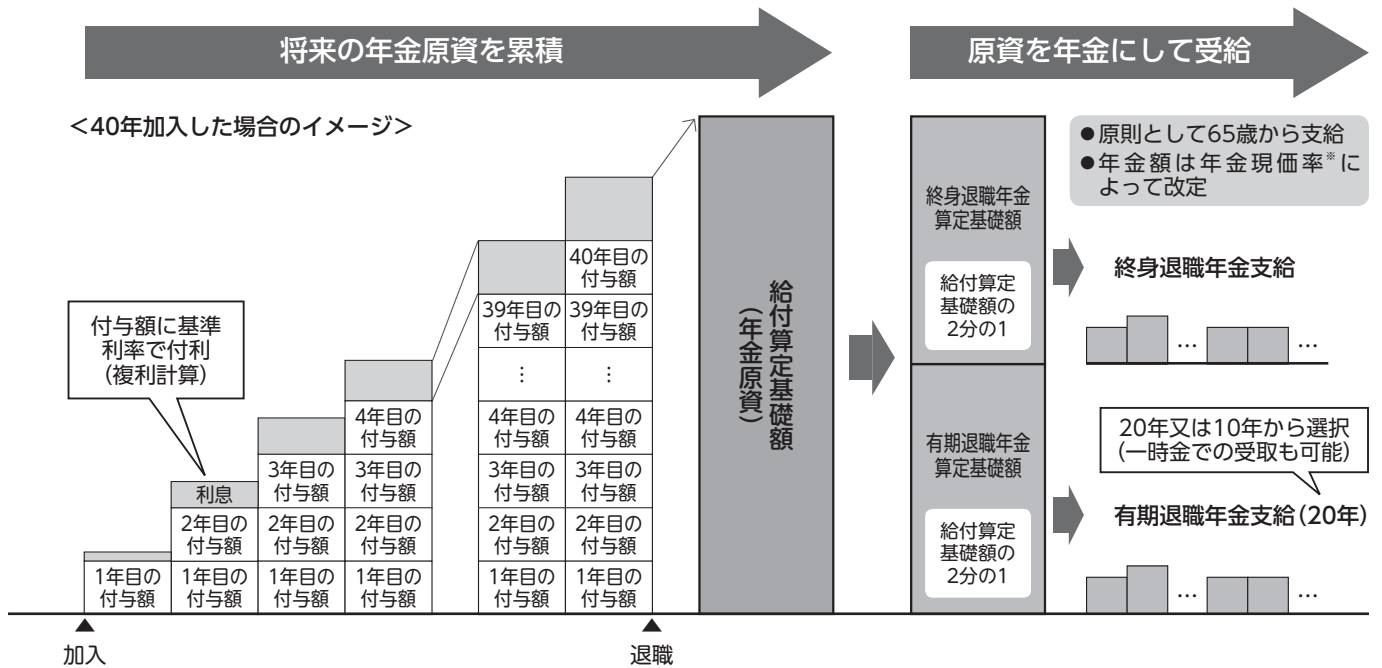 将来の年金原資を累積
原資を年金にして受給
＜40年加入した場合のイメージ＞
●原則として65歳から支給
●年金額は年金現価率※に
よって改定
付与額に基準
利率で付利
（複利計算）
利息
1年目の
付与額
2年目の
付与額
1年目の
付与額
3年目の
付与額
2年目の
付与額
1年目の
付与額
4年目の
付与額
3年目の
付与額
2年目の
付与額
1年目の
付与額
39年目の
付与額
⋮
4年目の
付与額
3年目の
付与額
2年目の
付与額
1年目の
付与額
40年目の
付与額
39年目の
付与額
⋮
4年目の
付与額
3年目の
付与額
2年目の
付与額
1年目の
付与額
加入
退職
給付算定基礎額
（年金原資）
終身退職年金
算定基礎額
給付算定
基礎額の
2分の1
終身退職年金支給
… …
有期退職年金
算定基礎額
給付算定
基礎額の
2分の1
20年又は10年から選択
（一時金での受取も可能）
有期退職年金支給（20年）
… …